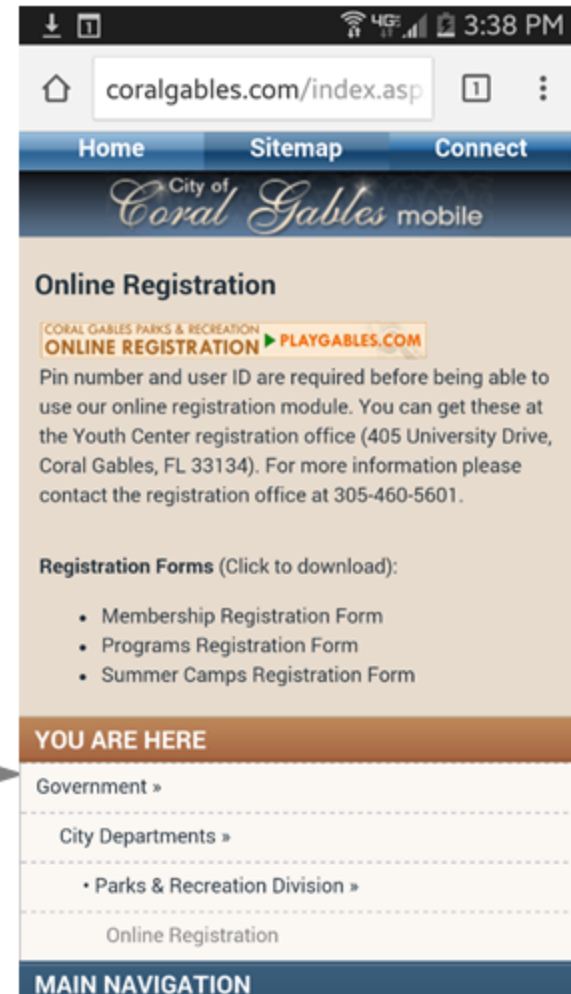 1 4G 3:38 PM
coralgables.com/index.asp 1
Home Sitemap Connect
City of
Coral Gables mobile
Online Registration
CORAL GABLES PARKS & RECREATION
ONLINE REGISTRATION PLAYGABLES.COM
Pin number and user ID are required before being able to
use our online registration module. You can get these at
the Youth Center registration office (405 University Drive,
Coral Gables, FL 33134). For more information please
contact the registration office at 305-460-5601.
Registration Forms (Click to download):
• Membership Registration Form
• Programs Registration Form
• Summer Camps Registration Form
YOU ARE HERE
Government »
City Departments »
• Parks & Recreation Division »
Online Registration
MAIN NAVIGATION